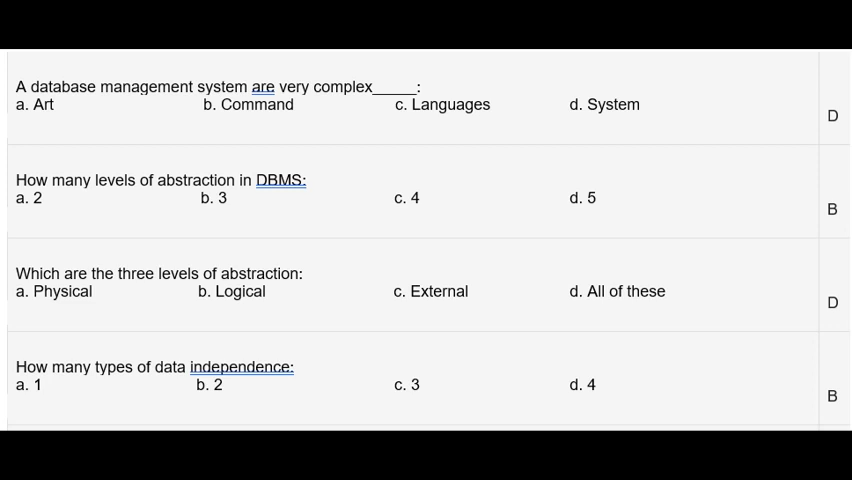 A database management system are very complex_____:
a. Art b. Command c. Languages d. System
D
How many levels of abstraction in DBMS:
a. 2 b. 3 c. 4 d. 5
B
Which are the three levels of abstraction:
a. Physical b. Logical c. External d. All of these
D
How many types of data independence:
a. 1 b. 2 c. 3 d. 4
B